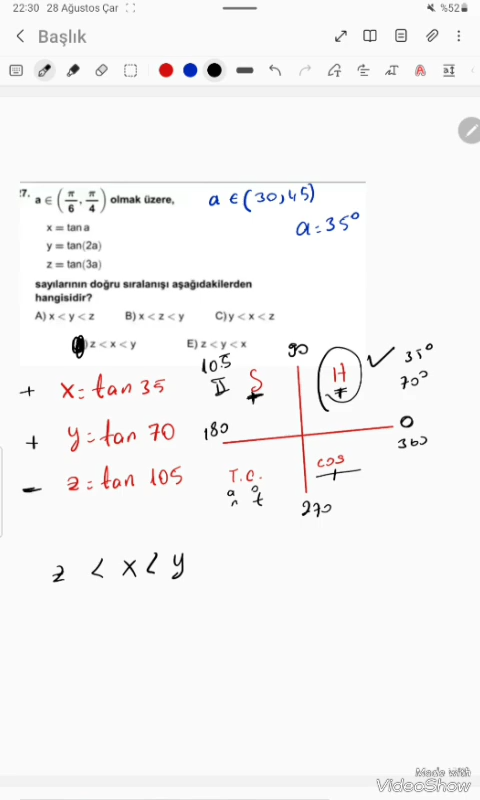 22:30 28 Ağustos Çar %52
Başlık
27. a ∈ (π/6, π/4) olmak üzere,
x = tan a
y = tan(2a)
z = tan(3a)
sayılarının doğru sıralanışı aşağıdakilerden
hangisidir?
A) x < y < z B) x < z < y C) y < x < z
) z < x < y E) z < y < x
a ∈ (30,45)
a = 35°
+ x = tan 35
+ y = tan 70
- z = tan 105
z < x < y
90
105
II S +
H +
✓ 35°
70°
180
0
360
T.C.
a o
n t
cos +
270
Made with
VideoShow